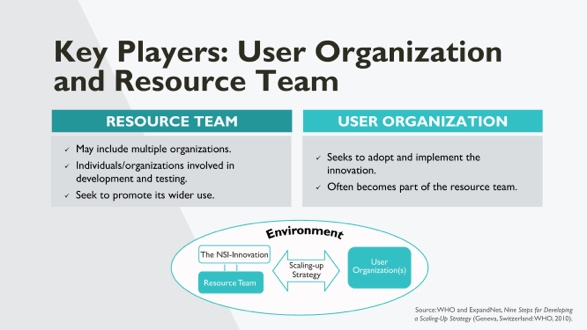 Key Players: User Organization
and Resource Team
RESOURCE TEAM
✓ May include multiple organizations.
✓ Individuals/organizations involved in
development and testing.
✓ Seek to promote its wider use.
USER ORGANIZATION
✓ Seeks to adopt and implement the
innovation.
✓ Often becomes part of the resource team.
Environment
The NSI-Innovation
Resource Team
Scaling-up
Strategy
User
Organization(s)
Source: WHO and ExpandNet, Nine Steps for Developing
a Scaling-Up Strategy (Geneva, Switzerland: WHO, 2010).